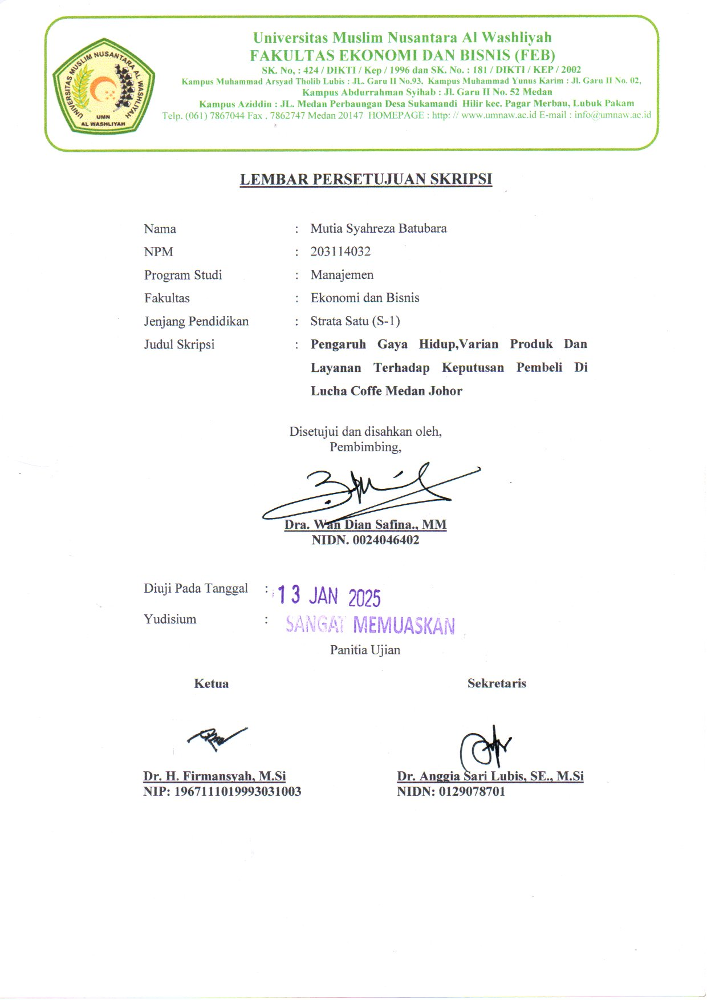 Universitas Muslim Nusantara Al Washliyah
FAKULTAS EKONOMI DAN BISNIS (FEB)
SK. No, : 424 / DIKTI / Kep / 1996 dan SK. No. : 181 / DIKTI / KEP / 2002
Kampus Muhammad Arsyad Tholib Lubis : JL. Garu II No.93. Kampus Muhammad Yunus Karim : Jl. Garu II No. 02,
Kampus Abdurrahman Syihab : Jl. Garu II No. 52 Medan
Kampus Aziddin : JL. Medan Perbaungan Desa Sukamandi Hilir kec. Pagar Merbau, Lubuk Pakam
Telp. (061) 7867044 Fax . 7862747 Medan 20147 HOMEPAGE : http: // www.umnaw.ac.id E-mail : info@umnaw.ac.id
UNIVERSITAS MUSLIM NUSANTARA AL WASHLIYAH
UMN
AL WASHLIYAH
LEMBAR PERSETUJUAN SKRIPSI
Nama : Mutia Syahreza Batubara
NPM : 203114032
Program Studi : Manajemen
Fakultas : Ekonomi dan Bisnis
Jenjang Pendidikan : Strata Satu (S-1)
Judul Skripsi : Pengaruh Gaya Hidup,Varian Produk Dan
Layanan Terhadap Keputusan Pembeli Di
Lucha Coffe Medan Johor
Disetujui dan disahkan oleh,
Pembimbing,
Dra. Wan Dian Safina., MM
NIDN. 0024046402
Diuji Pada Tanggal : 13 JAN 2025
Yudisium : SANGAT MEMUASKAN
Panitia Ujian
Ketua Sekretaris
Dr. H. Firmansyah, M.Si Dr. Anggia Sari Lubis, SE., M.Si
NIP: 1967111019993031003 NIDN: 0129078701